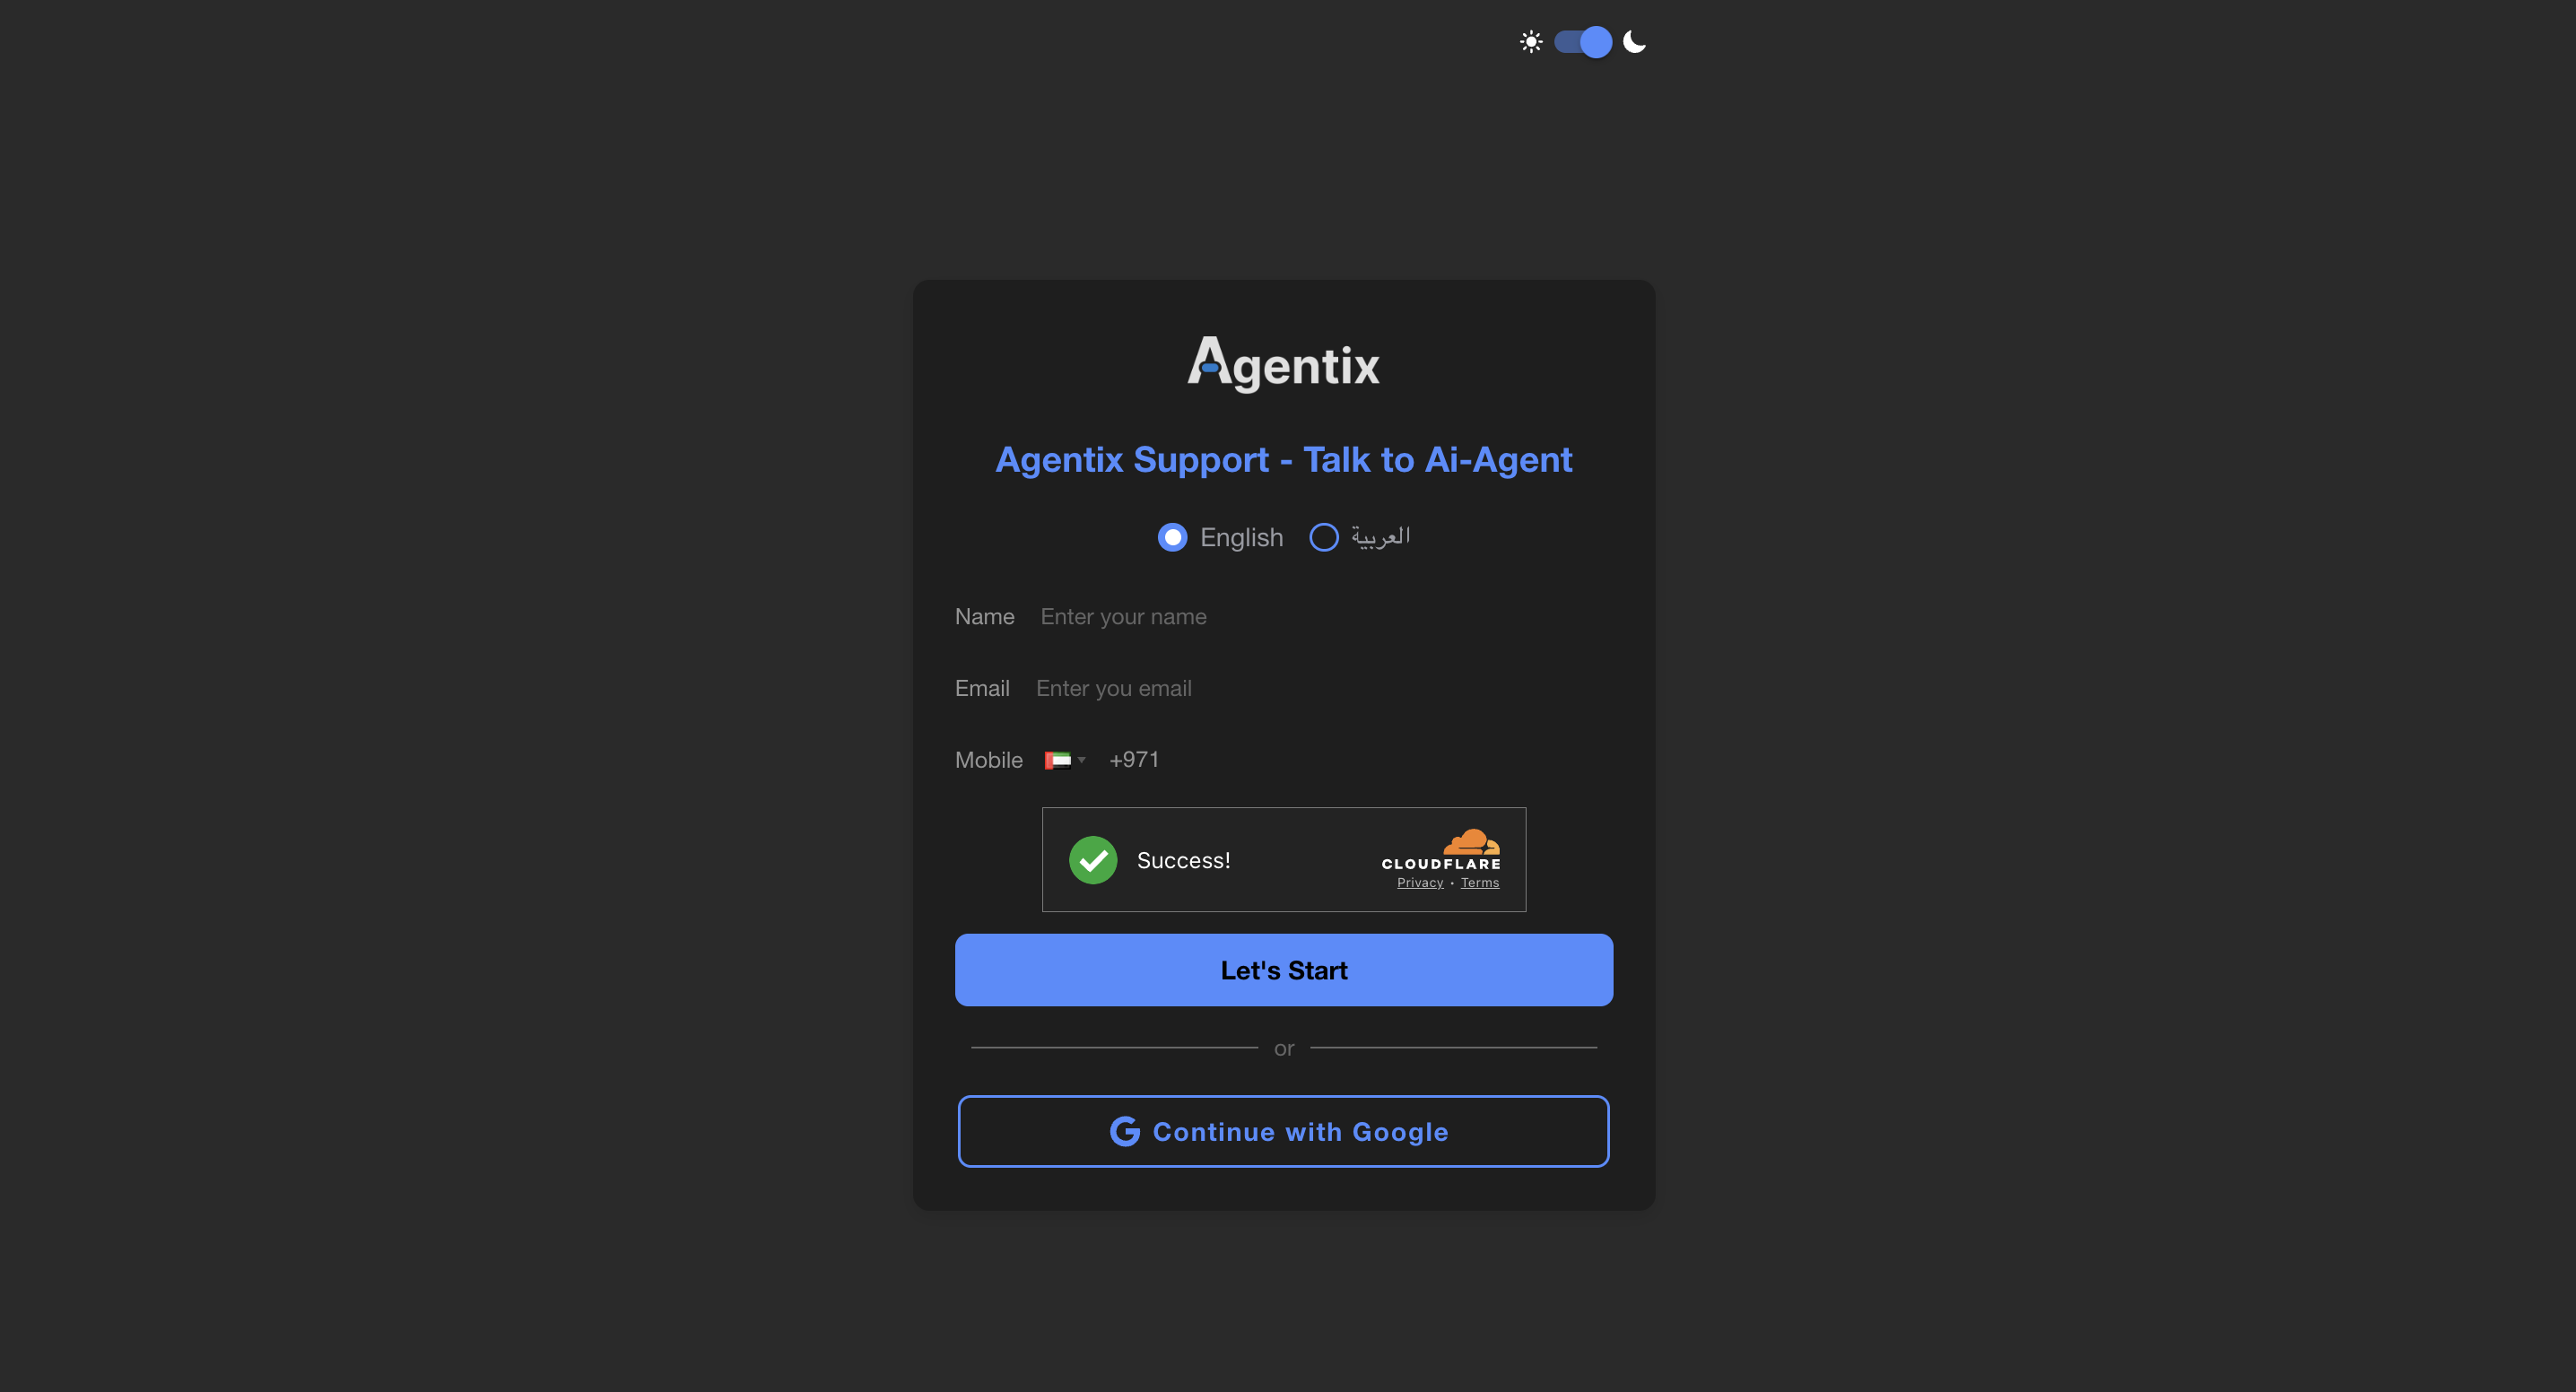 Agentix
Agentix Support - Talk to Ai-Agent
English العربية
Name Enter your name
Email Enter you email
Mobile +971
Success!
CLOUDFLARE
Privacy • Terms
Let's Start
or
Continue with Google